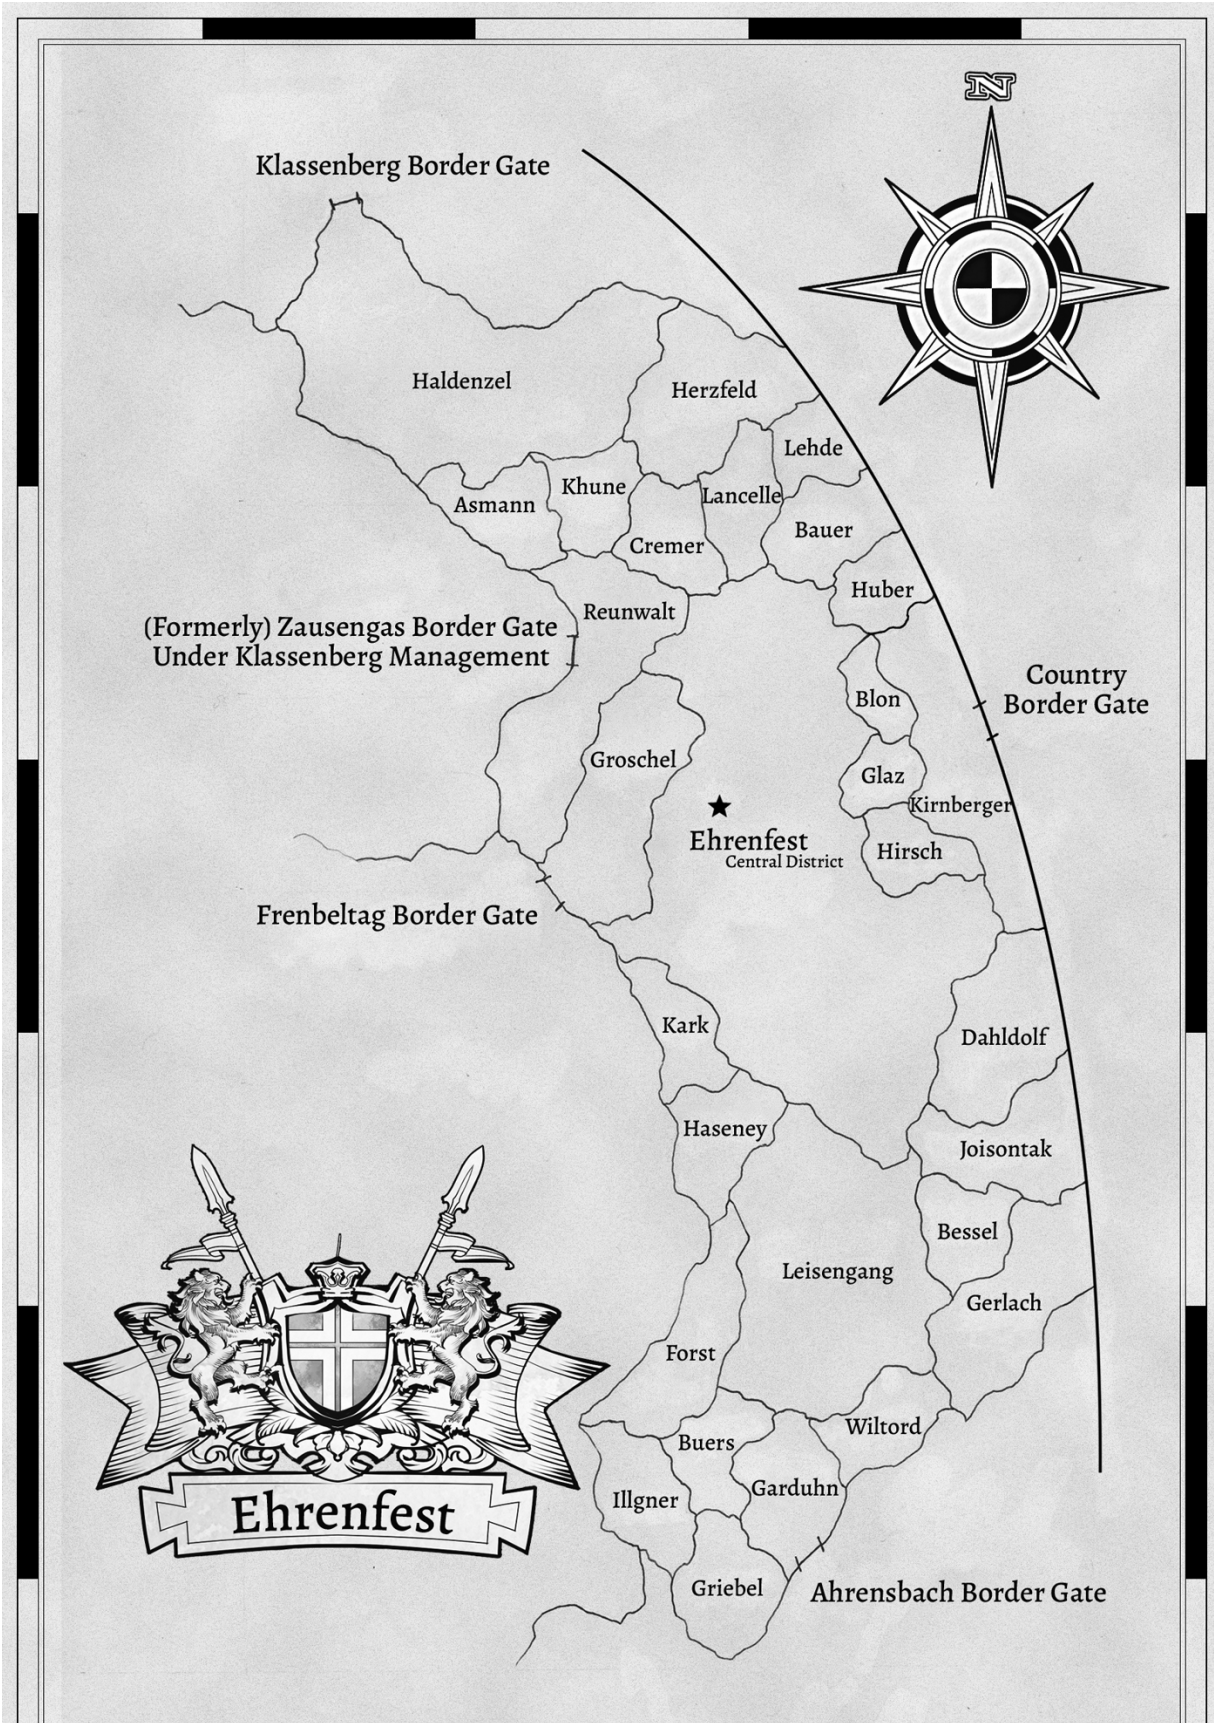 N
Klassenberg Border Gate
Haldenzel
Herzfeld
Lehde
Khune
Lancelle
Asmann
Bauer
Cremer
Huber
Reunwalt
(Formerly) Zausengas Border Gate
Under Klassenberg Management
Country
Border Gate
Blon
Groschel
Glaz
Kirnberger
Ehrenfest
Central District
Hirsch
Frenbeltag Border Gate
Kark
Dahldolf
Haseney
Joisontak
Bessel
Leisengang
Gerlach
Forst
Wiltord
Buers
Garduhn
Illgner
Ehrenfest
Griebel
Ahrensbach Border Gate